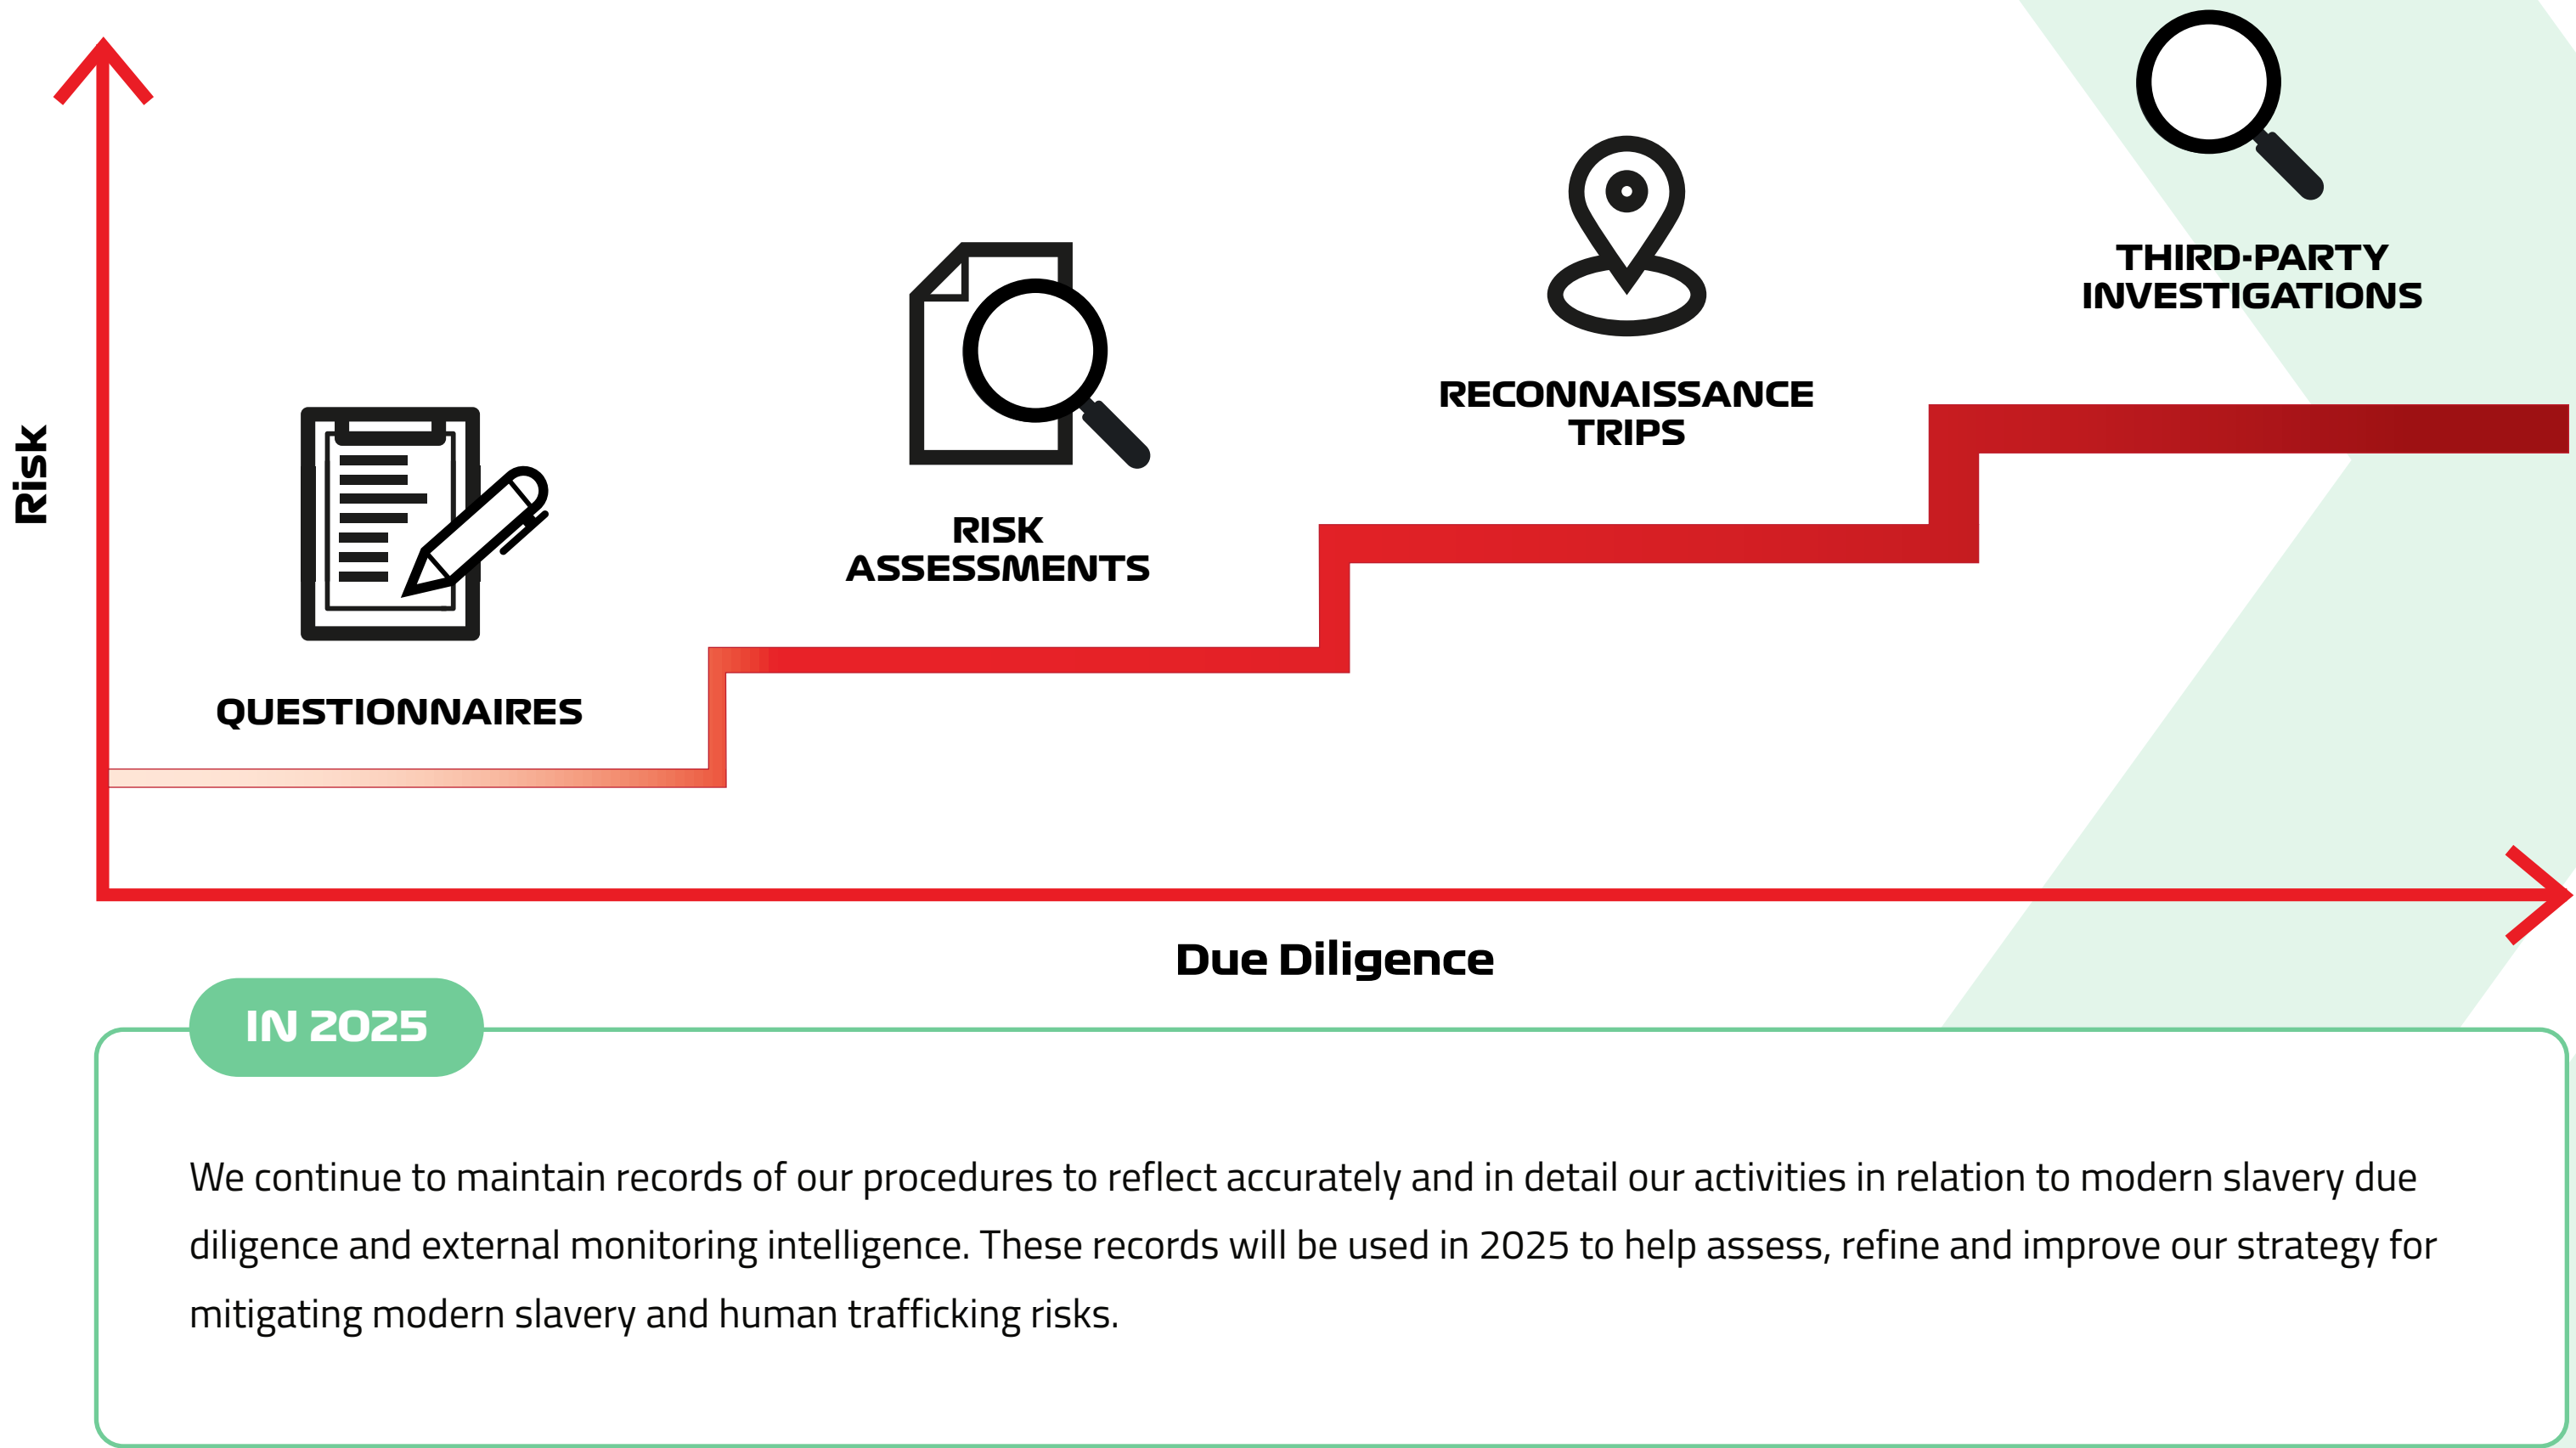 THIRD-PARTY
INVESTIGATIONS
RECONNAISSANCE
TRIPS
RISK
ASSESSMENTS
QUESTIONNAIRES
Risk
Due Diligence
IN 2025
We continue to maintain records of our procedures to reflect accurately and in detail our activities in relation to modern slavery due
diligence and external monitoring intelligence. These records will be used in 2025 to help assess, refine and improve our strategy for
mitigating modern slavery and human trafficking risks.